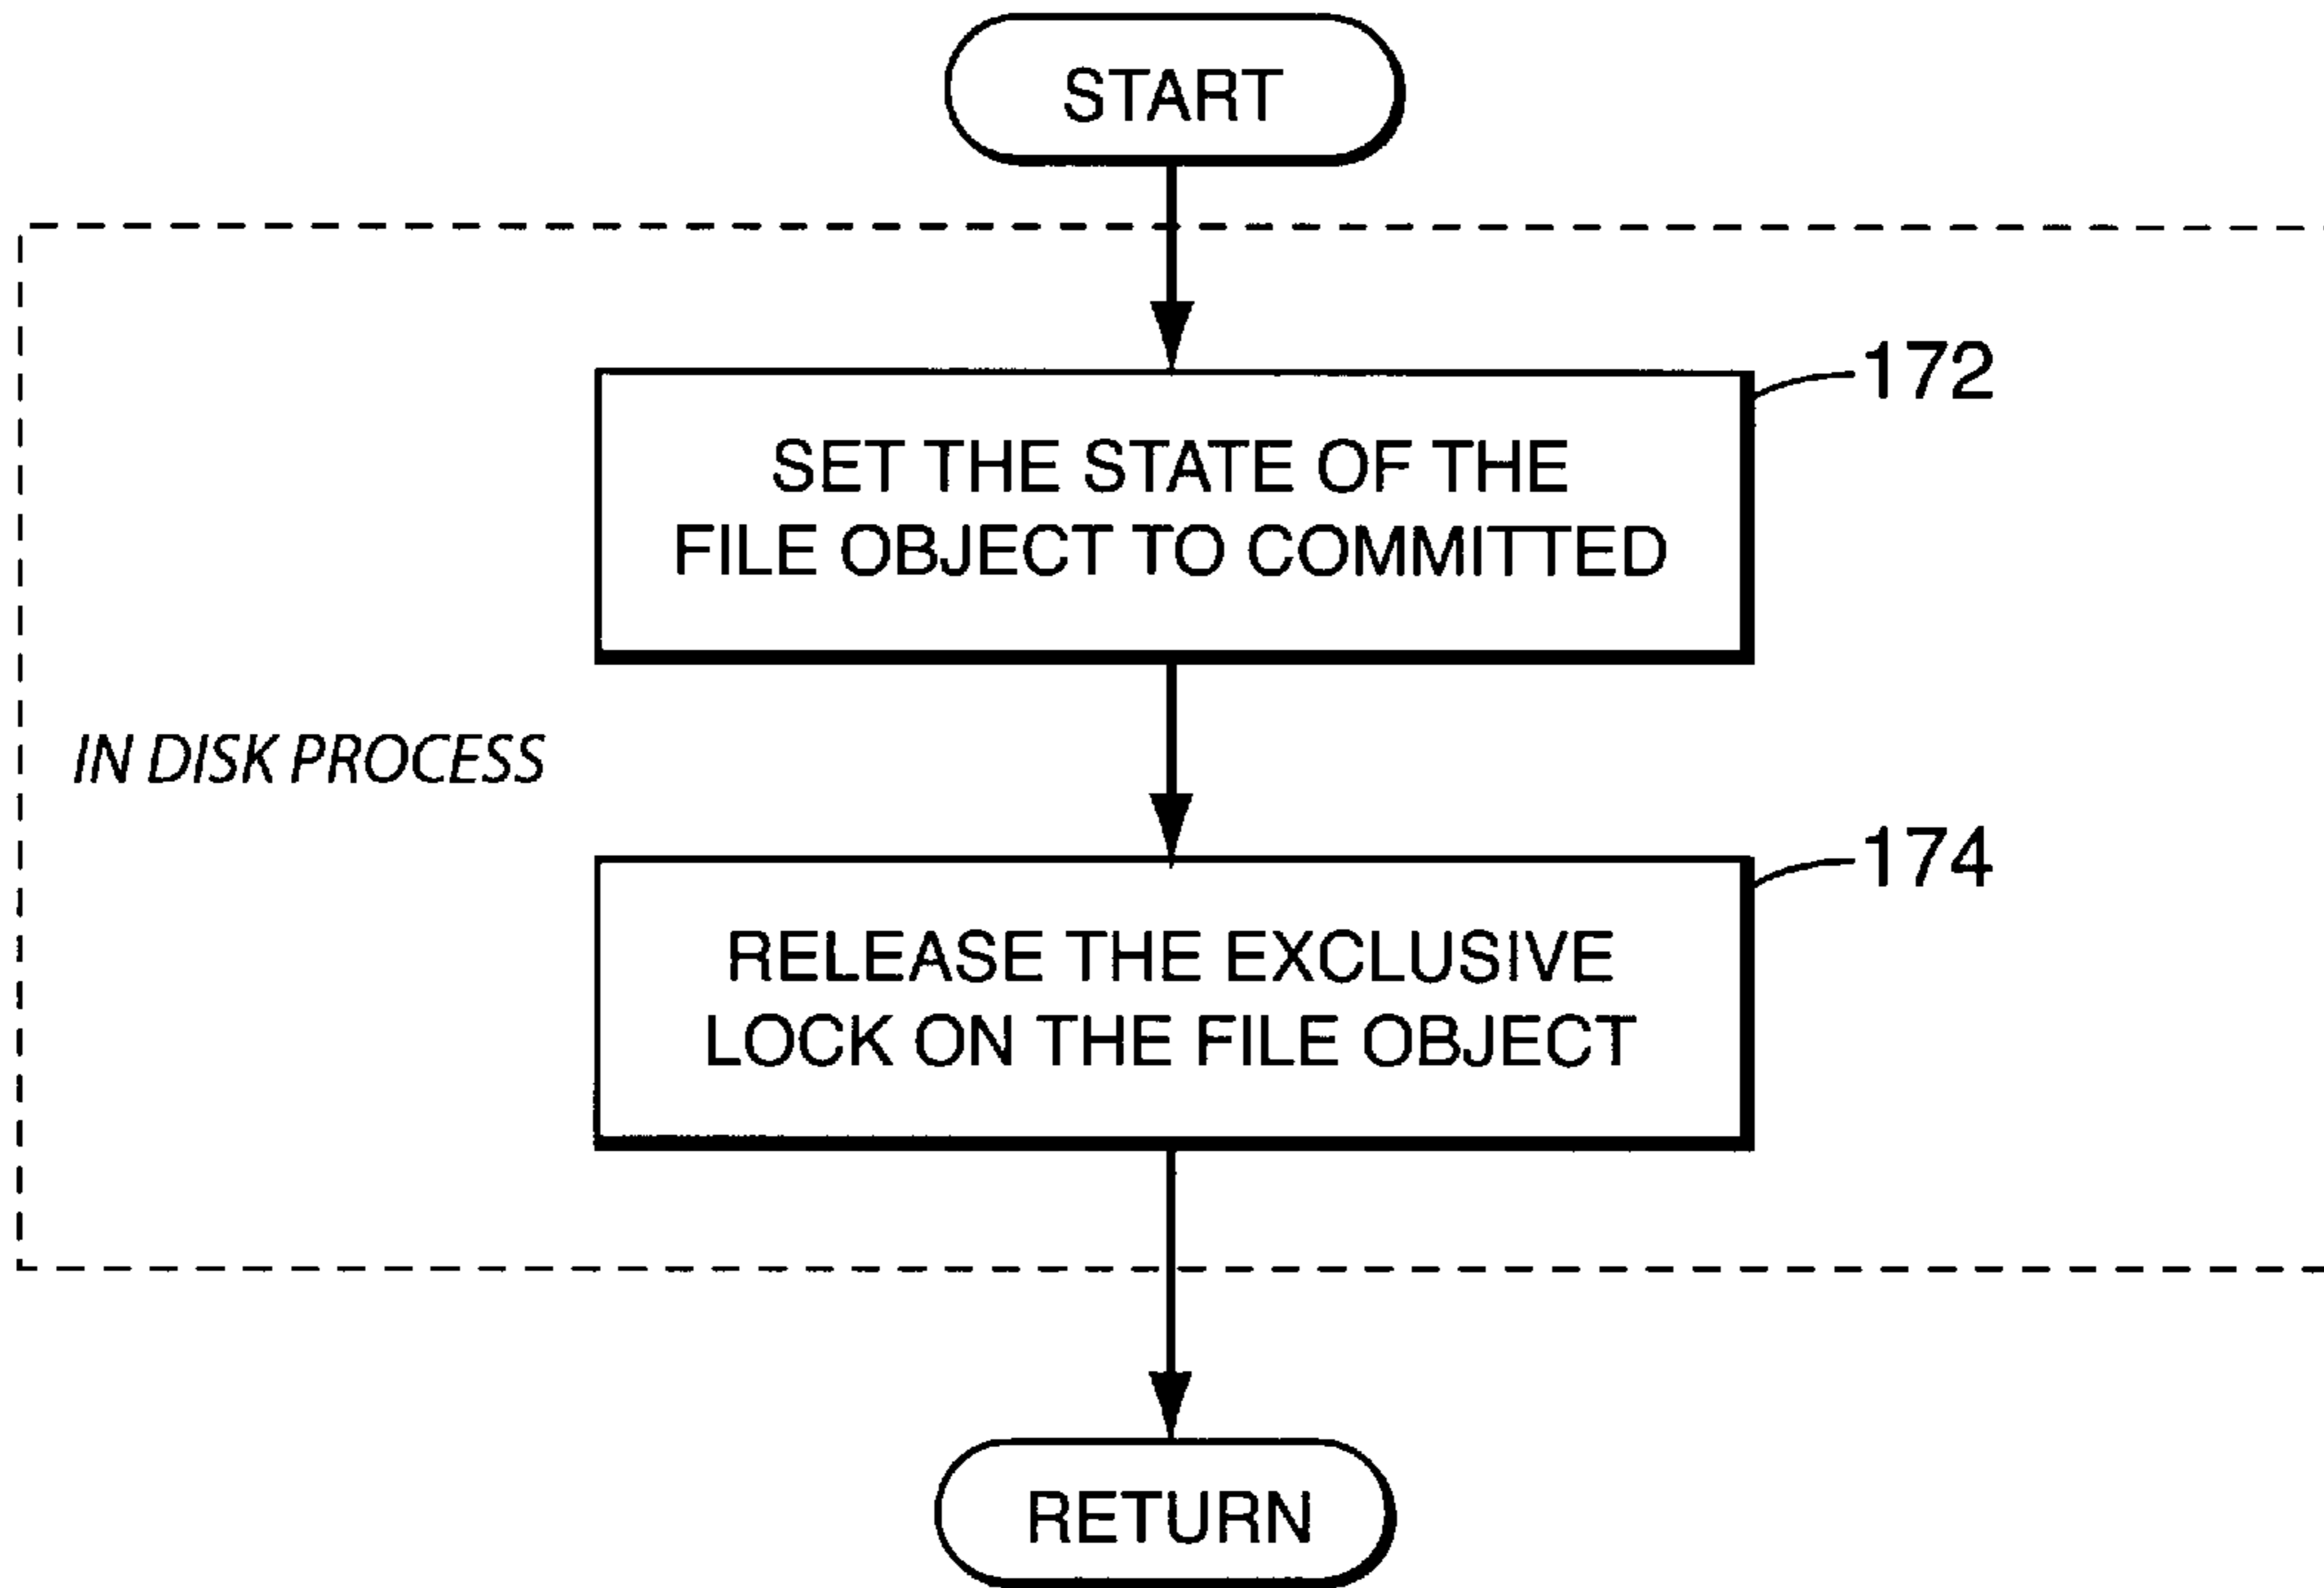 START
172
SET THE STATE OF THE
FILE OBJECT TO COMMITTED
IN DISK PROCESS
174
RELEASE THE EXCLUSIVE
LOCK ON THE FILE OBJECT
RETURN